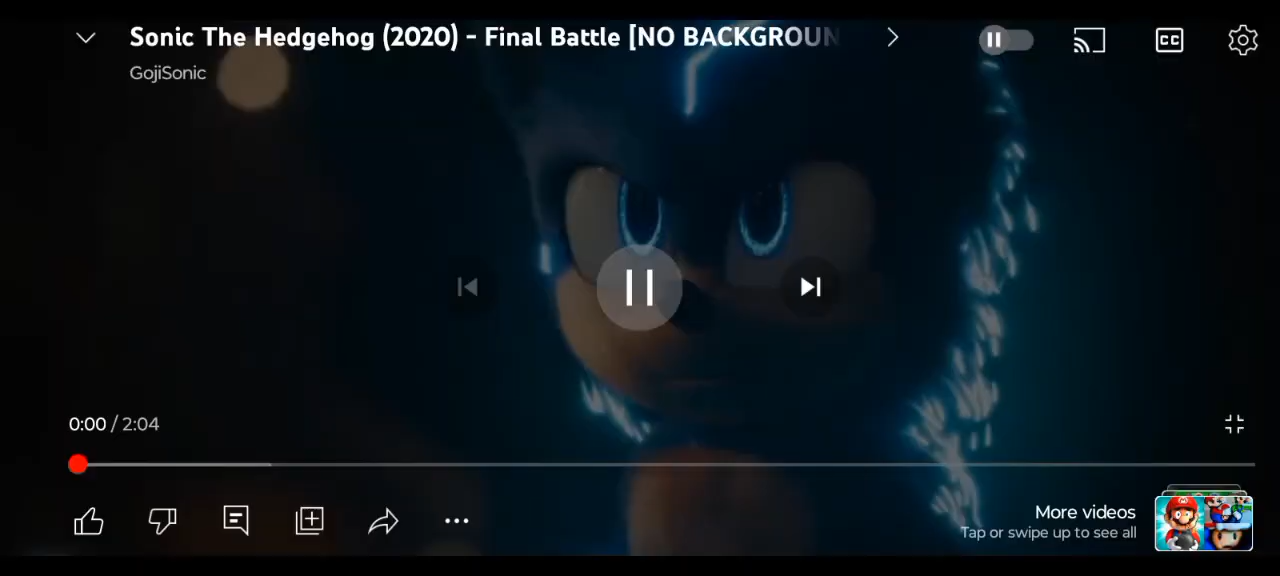 Sonic The Hedgehog (2020) - Final Battle [NO BACKGROUN
GojiSonic
CC
0:00 / 2:04
More videos
Tap or swipe up to see all